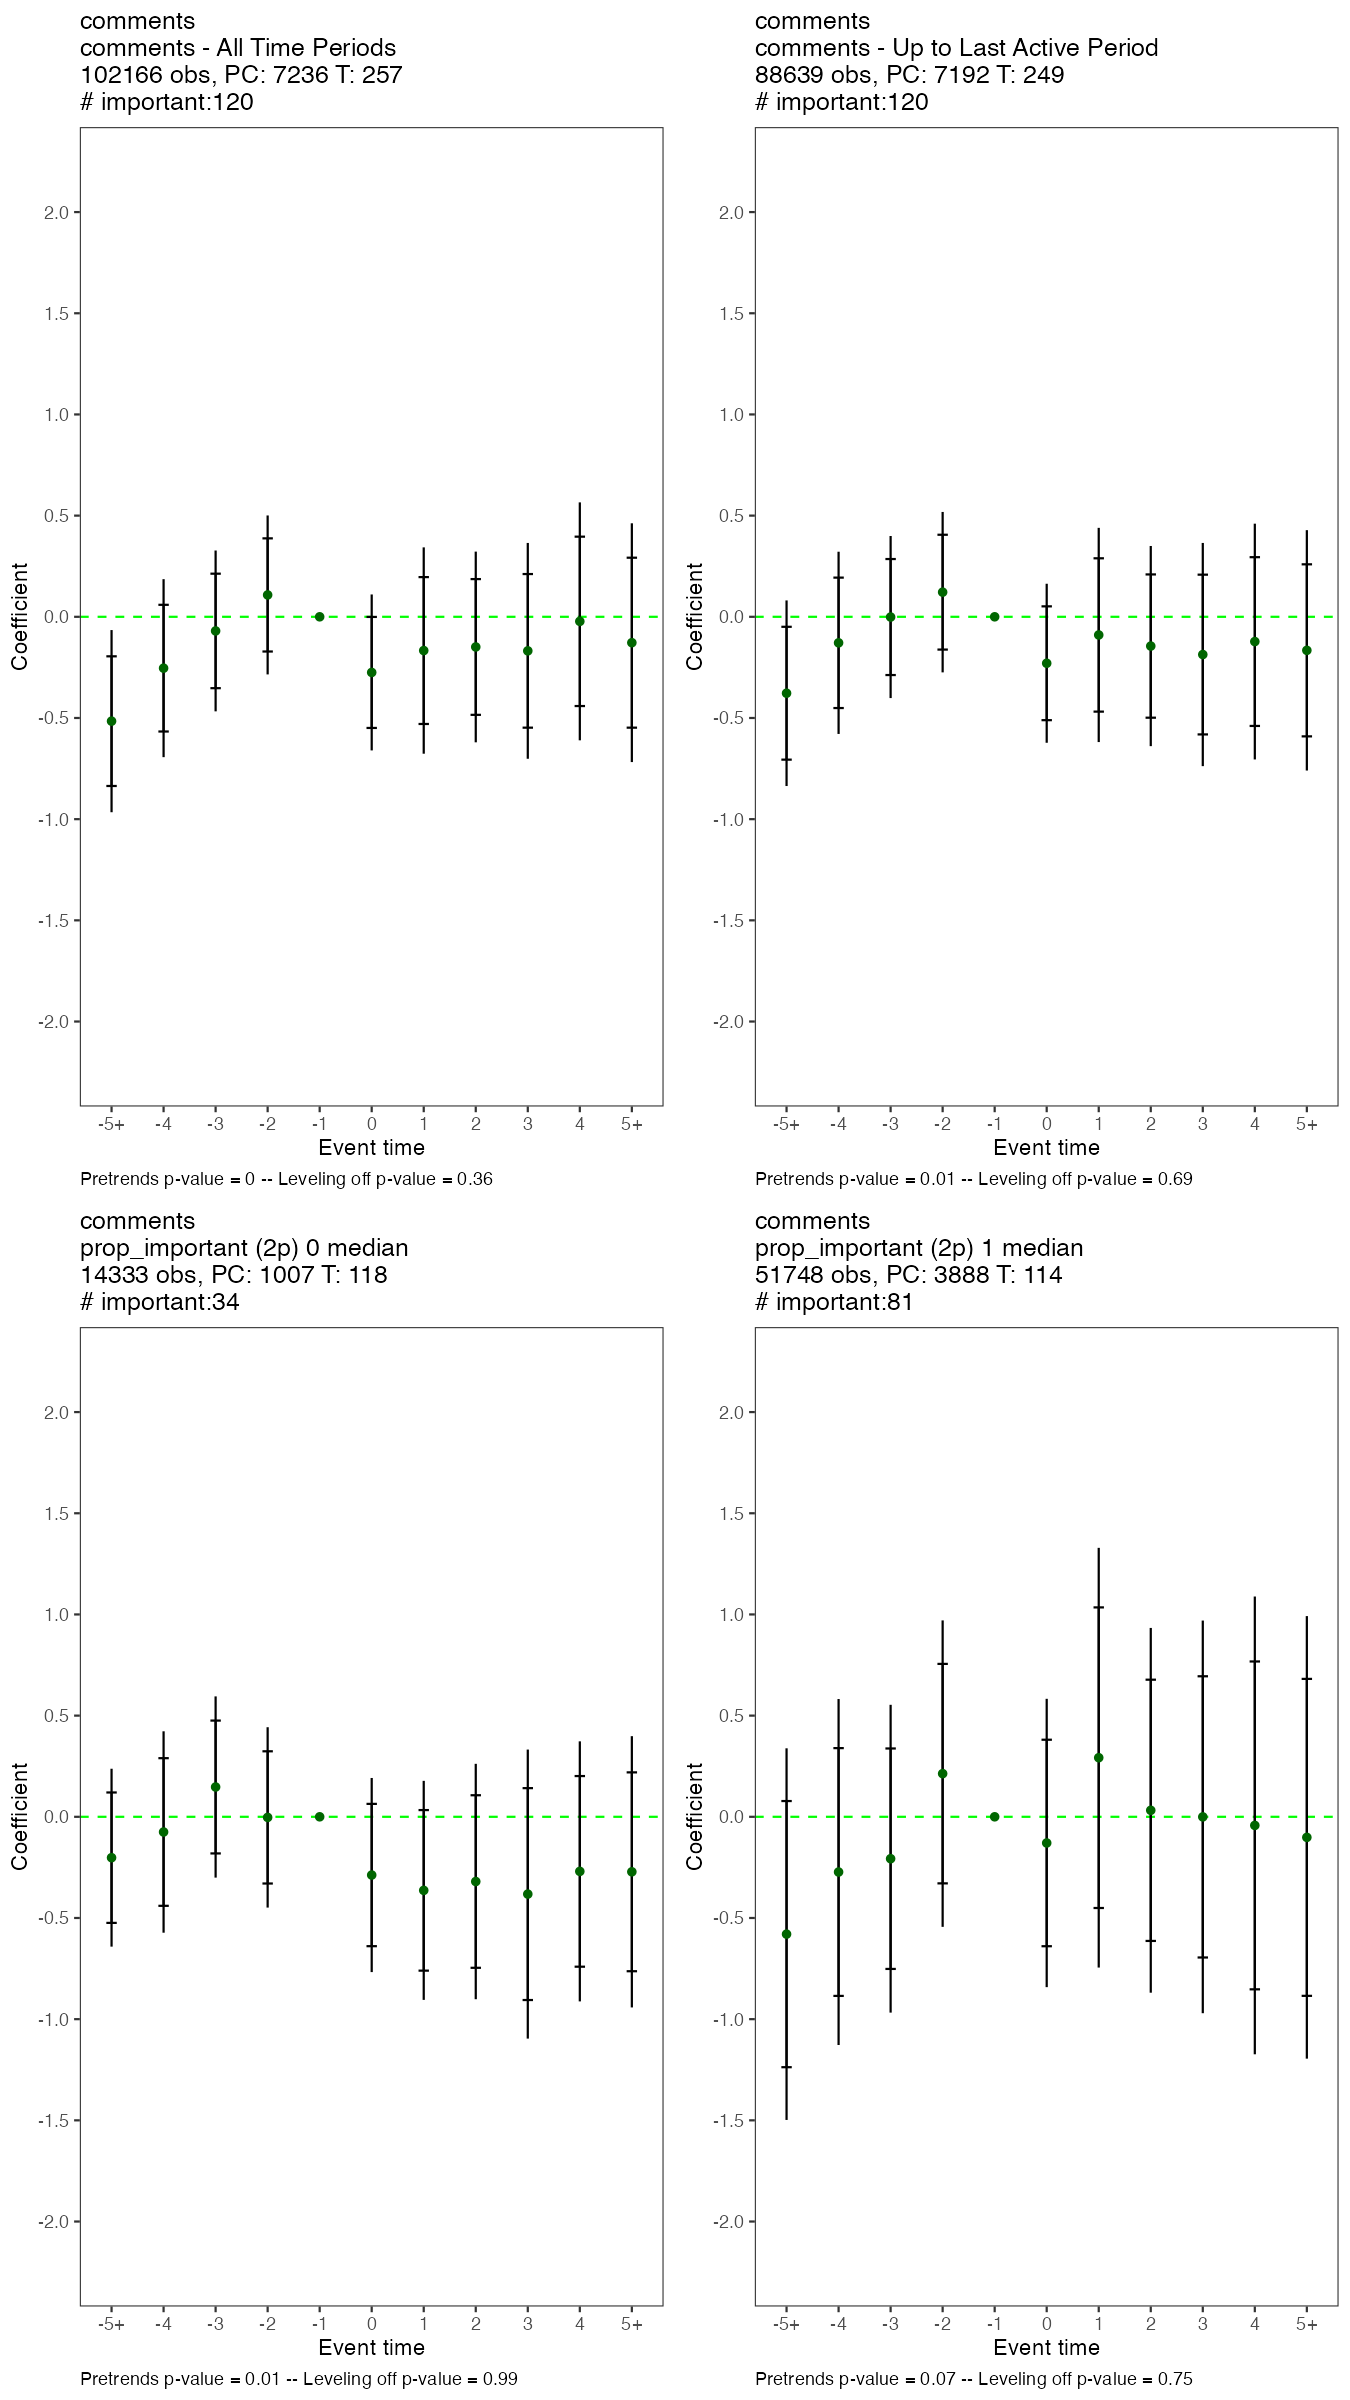 comments
comments - All Time Periods
102166 obs, PC: 7236 T: 257
# important:120
2.0
1.5
1.0
0.5
0.0
-0.5
-1.0
-1.5
-2.0
Coefficient
-5+ -4 -3 -2 -1 0 1 2 3 4 5+
Event time
Pretrends p-value = 0 -- Leveling off p-value = 0.36
comments
comments - Up to Last Active Period
88639 obs, PC: 7192 T: 249
# important:120
2.0
1.5
1.0
0.5
0.0
-0.5
-1.0
-1.5
-2.0
Coefficient
-5+ -4 -3 -2 -1 0 1 2 3 4 5+
Event time
Pretrends p-value = 0.01 -- Leveling off p-value = 0.69
comments
prop_important (2p) 0 median
14333 obs, PC: 1007 T: 118
# important:34
2.0
1.5
1.0
0.5
0.0
-0.5
-1.0
-1.5
-2.0
Coefficient
-5+ -4 -3 -2 -1 0 1 2 3 4 5+
Event time
Pretrends p-value = 0.01 -- Leveling off p-value = 0.99
comments
prop_important (2p) 1 median
51748 obs, PC: 3888 T: 114
# important:81
2.0
1.5
1.0
0.5
0.0
-0.5
-1.0
-1.5
-2.0
Coefficient
-5+ -4 -3 -2 -1 0 1 2 3 4 5+
Event time
Pretrends p-value = 0.07 -- Leveling off p-value = 0.75